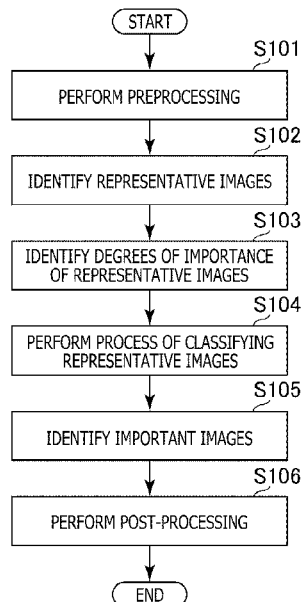 START
S101
PERFORM PREPROCESSING
S102
IDENTIFY REPRESENTATIVE IMAGES
S103
IDENTIFY DEGREES OF IMPORTANCE
OF REPRESENTATIVE IMAGES
S104
PERFORM PROCESS OF CLASSIFYING
REPRESENTATIVE IMAGES
S105
IDENTIFY IMPORTANT IMAGES
S106
PERFORM POST-PROCESSING
END